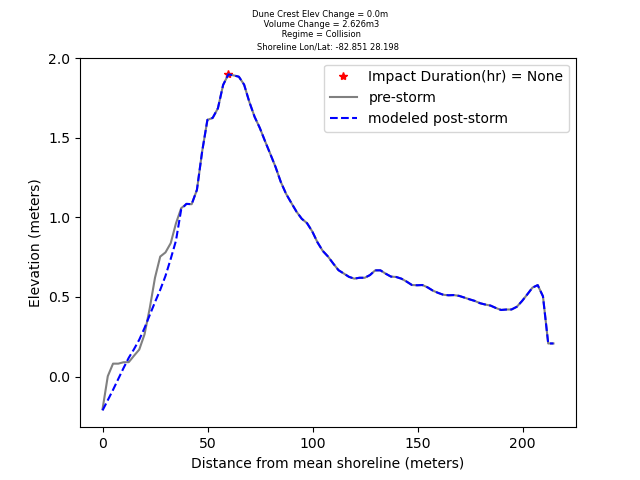 Dune Crest Elev Change = 0.0m
Volume Change = 2.626m3
Regime = Collision
Shoreline Lon/Lat: -82.851 28.198
Impact Duration(hr) = None
pre-storm
modeled post-storm
Elevation (meters)
2.0
1.5
1.0
0.5
0.0
0 50 100 150 200
Distance from mean shoreline (meters)